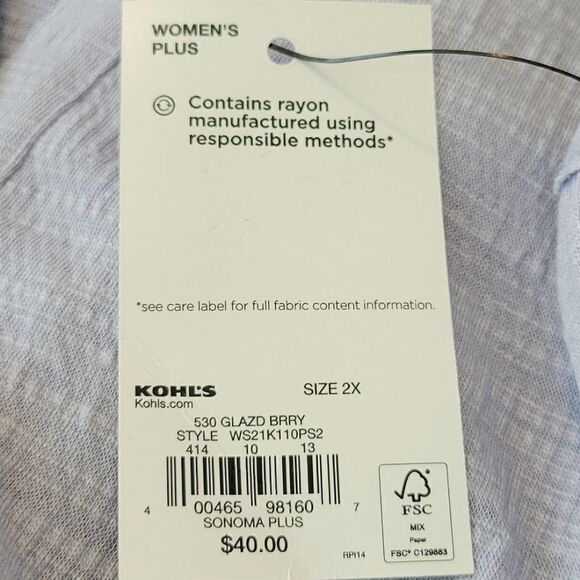 WOMEN'S
PLUS
Contains rayon
manufactured using
responsible methods*
*see care label for full fabric content information.
KOHL'S
Kohls.com
SIZE 2X
530 GLAZD BRRY
STYLE WS21K110PS2
414 10 13
4 00465 98160 7
SONOMA PLUS
$40.00
RPI14
FSC
MIX
Paper
FSC® C129883